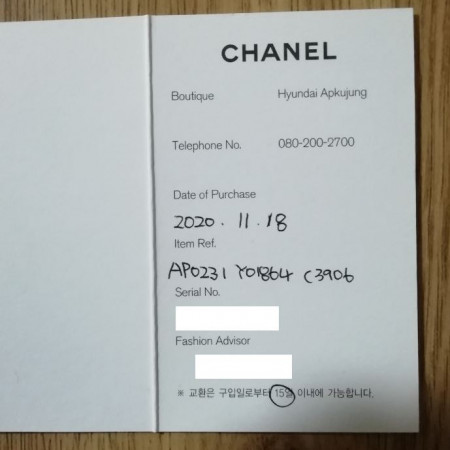 CHANEL
Boutique Hyundai Apkujung
Telephone No. 080-200-2700
Date of Purchase
2020. 11. 18
Item Ref.
AP0231 Y01864 C3906
Serial No.
Fashion Advisor
※ 교환은 구입일로부터 15일 이내에 가능합니다.